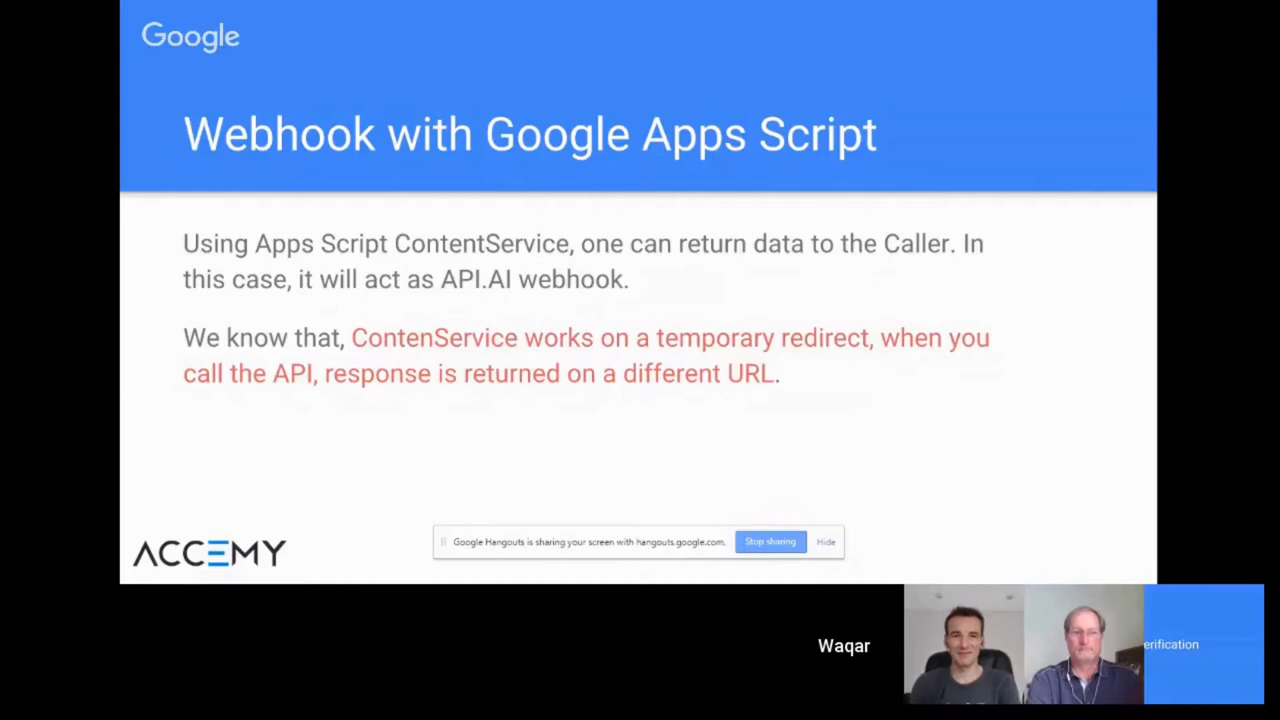 Google
Webhook with Google Apps Script
Using Apps Script ContentService, one can return data to the Caller. In
this case, it will act as API.AI webhook.
We know that, ContenService works on a temporary redirect, when you
call the API, response is returned on a different URL.
ACCEMY
Google Hangouts is sharing your screen with hangouts.google.com.
Stop sharing
Hide
Waqar
erification